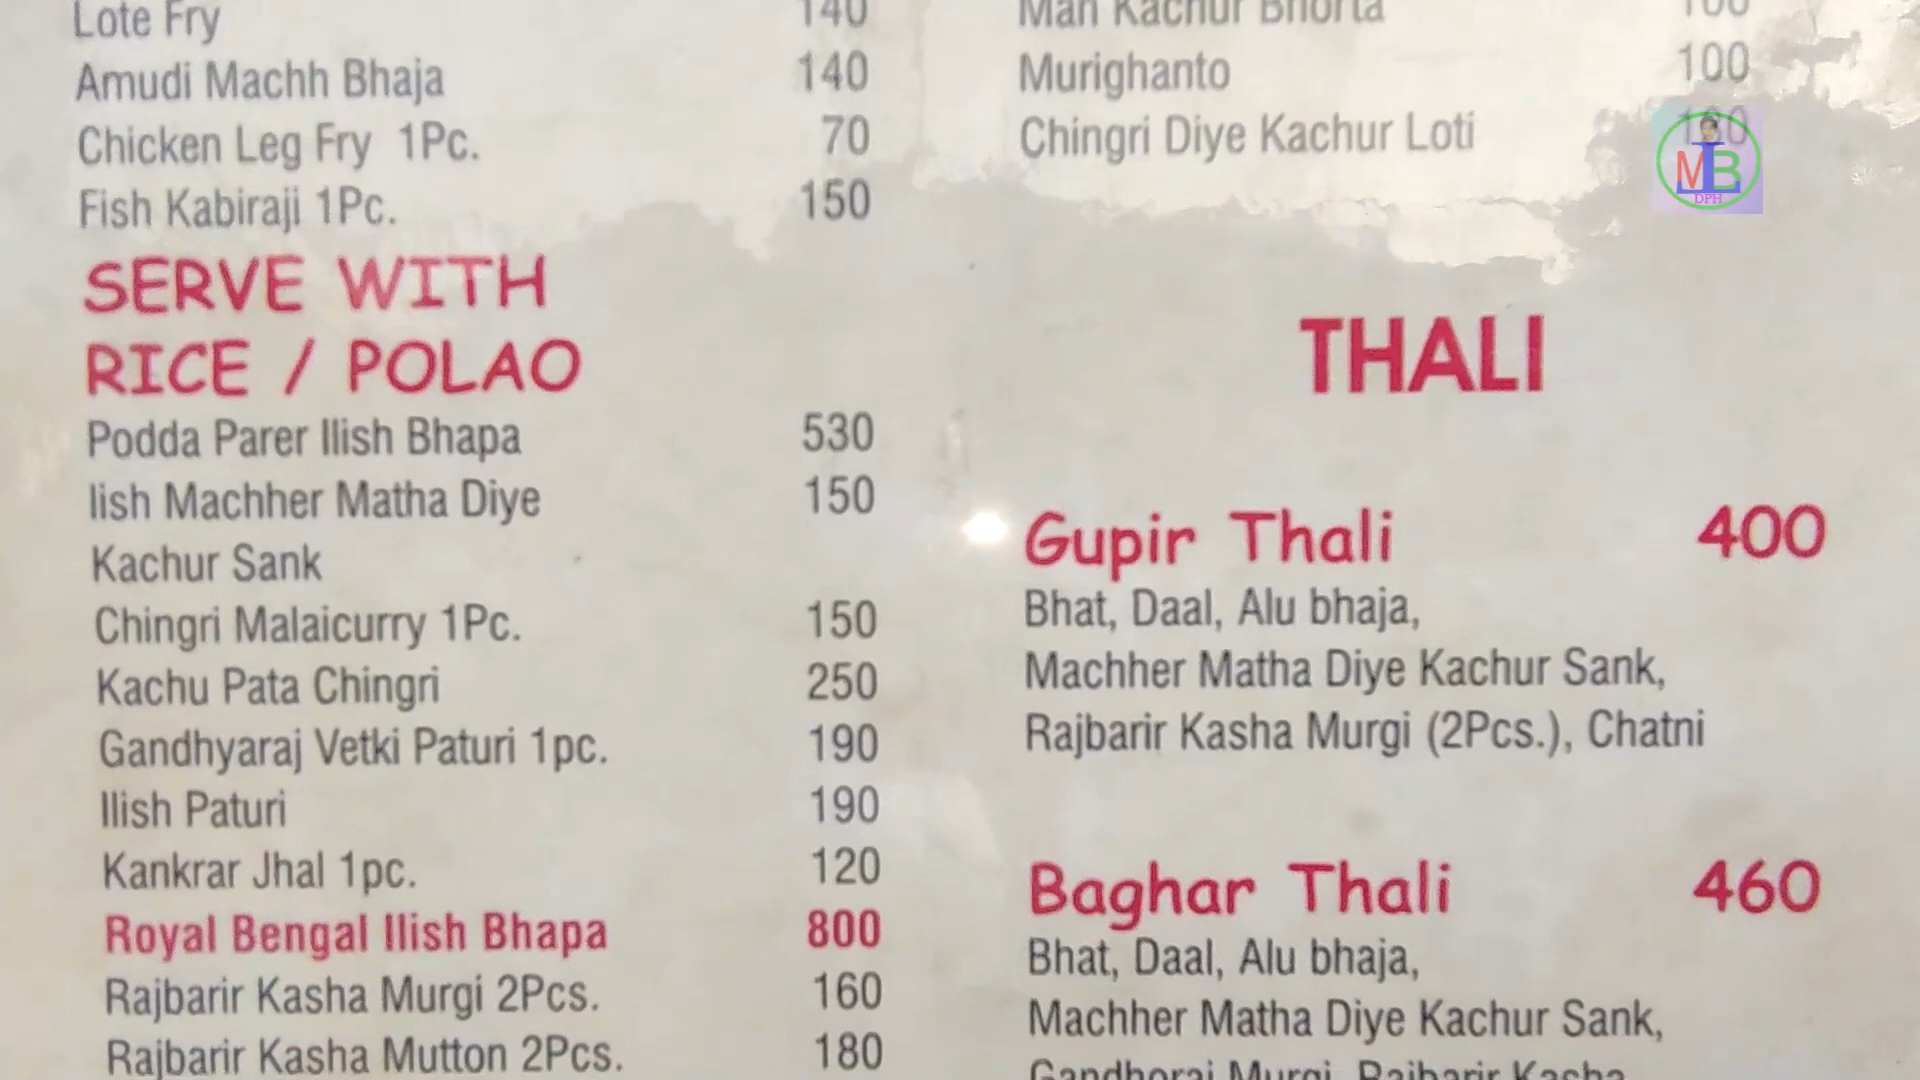 Lote Fry 140
Amudi Machh Bhaja 140
Chicken Leg Fry 1Pc. 70
Fish Kabiraji 1Pc. 150
SERVE WITH
RICE / POLAO
Podda Parer Ilish Bhapa 530
lish Machher Matha Diye 150
Kachur Sank
Chingri Malaicurry 1Pc. 150
Kachu Pata Chingri 250
Gandhyaraj Vetki Paturi 1pc. 190
Ilish Paturi 190
Kankrar Jhal 1pc. 120
Royal Bengal Ilish Bhapa 800
Rajbarir Kasha Murgi 2Pcs. 160
Rajbarir Kasha Mutton 2Pcs. 180
Man Kachur Bhorta 100
Murighanto 100
Chingri Diye Kachur Loti
MIB
DPH
THALI
Gupir Thali 400
Bhat, Daal, Alu bhaja,
Machher Matha Diye Kachur Sank,
Rajbarir Kasha Murgi (2Pcs.), Chatni
Baghar Thali 460
Bhat, Daal, Alu bhaja,
Machher Matha Diye Kachur Sank,
Gandhoraj Murgi, Rajbarir Kasha